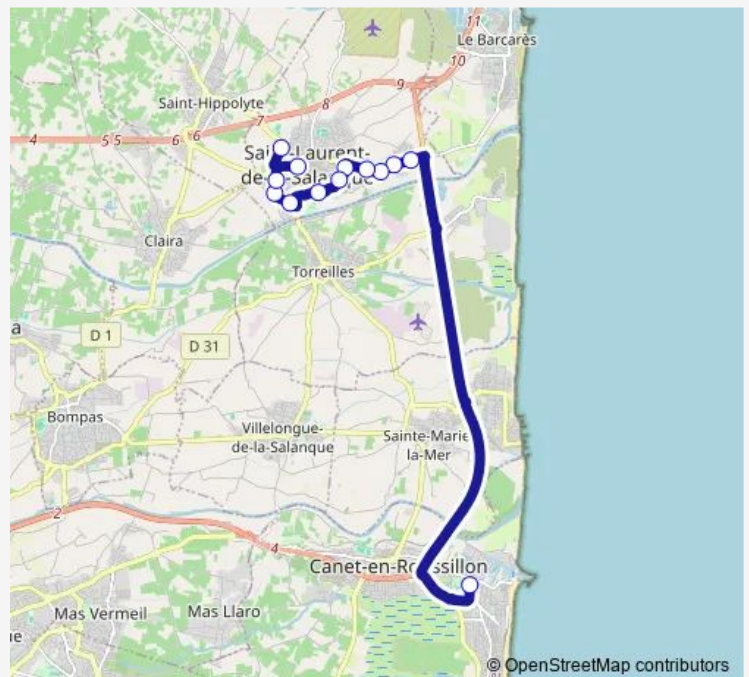 11
Le Barcarès
10
9
Saint-Hippolyte
8
7
4
5
5
6
6
Saint-Laurent-
de-la-Salanque
Claira
Torreilles
D 1
a
D 31
Bompas
Villelongue-
de-la-Salanque
Sainte-Marie
la-Mer
2
4
Canet-en-Roussillon
Mas Vermeil
Mas Llaro
ue
© OpenStreetMap contributors